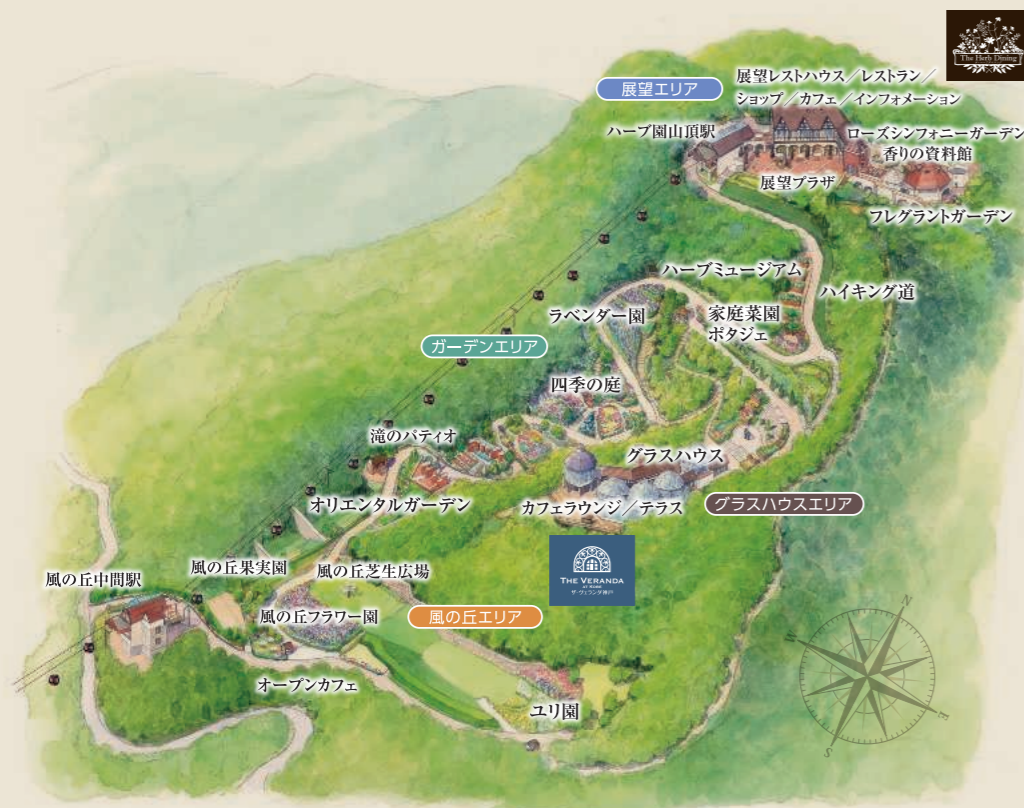 The Herb Dining
展望エリア
展望レストハウス／レストラン／
ショップ／カフェ／インフォメーション
ハーブ園山頂駅
ローズシンフォニーガーデン
香りの資料館
展望プラザ
フレグラントガーデン
ハーブミュージアム
ハイキング道
ラベンダー園
家庭菜園
ポタジェ
ガーデンエリア
四季の庭
滝のパティオ
グラスハウス
オリエンタルガーデン
カフェラウンジ／テラス
グラスハウスエリア
THE VERANDA
AT KOBE
ザ・ヴェランダ神戸
風の丘中間駅
風の丘果実園
風の丘芝生広場
風の丘フラワー園
風の丘エリア
オープンカフェ
ユリ園
N
W
E
S